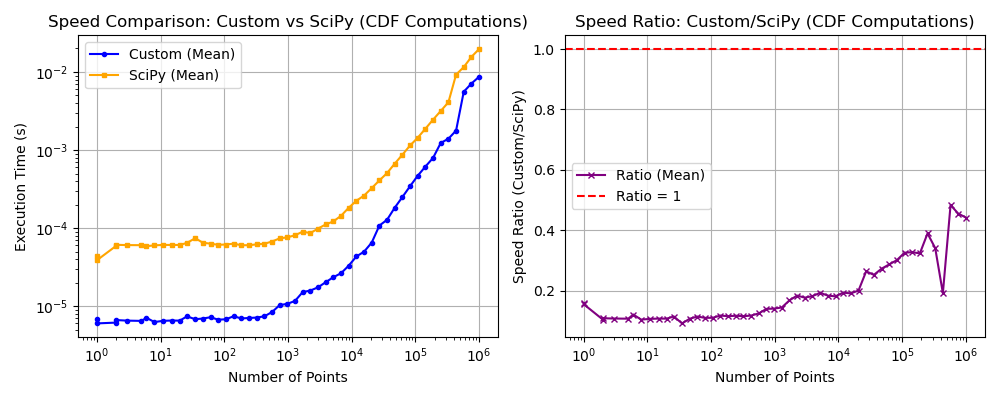 Speed Comparison: Custom vs SciPy (CDF Computations)
Custom (Mean)
SciPy (Mean)
Execution Time (s)
10⁻²
10⁻³
10⁻⁴
10⁻⁵
10⁰ 10¹ 10² 10³ 10⁴ 10⁵ 10⁶
Number of Points
Speed Ratio: Custom/SciPy (CDF Computations)
Ratio (Mean)
Ratio = 1
Speed Ratio (Custom/SciPy)
1.0
0.8
0.6
0.4
0.2
10⁰ 10¹ 10² 10³ 10⁴ 10⁵ 10⁶
Number of Points